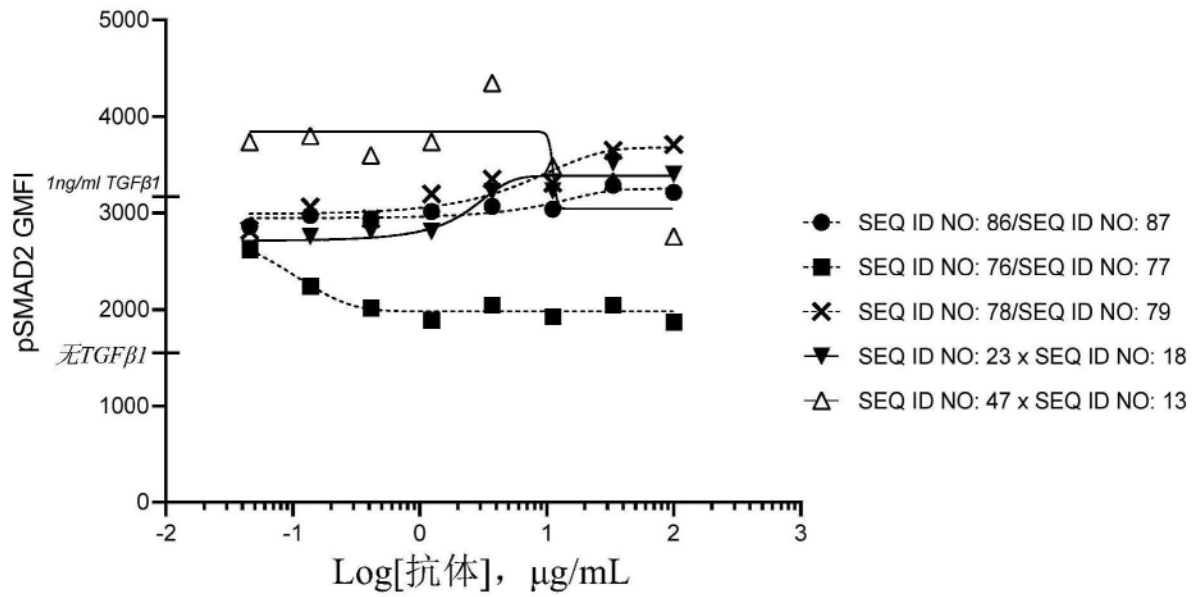 5000
4000
1ng/ml TGFβ1
3000
2000
无TGFβ1
1000
0
pSMAD2 GMFI
-2
-1
0
1
2
3
Log[抗体]，μg/mL
SEQ ID NO: 86/SEQ ID NO: 87
SEQ ID NO: 76/SEQ ID NO: 77
SEQ ID NO: 78/SEQ ID NO: 79
SEQ ID NO: 23 x SEQ ID NO: 18
SEQ ID NO: 47 x SEQ ID NO: 13